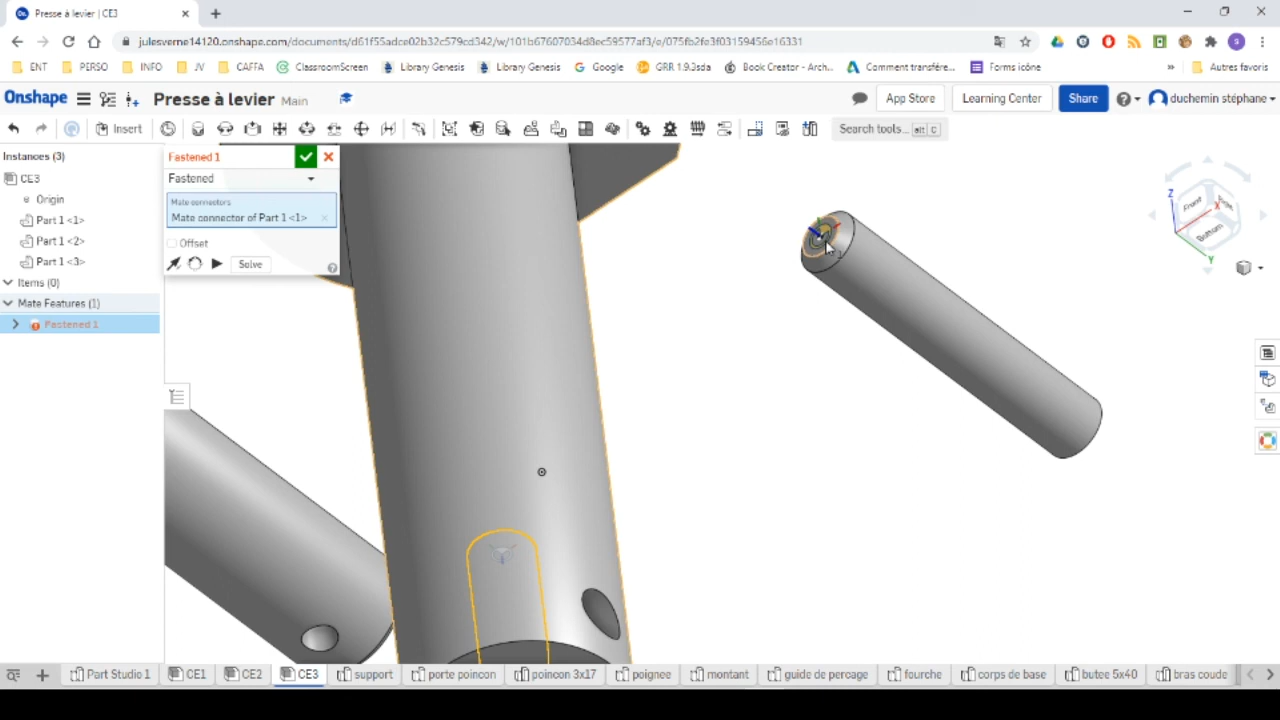 Presse à levier | CE3
julesverne14120.onshape.com/documents/d61f55adce02b32c579cd342/w/101b67607034d8ec59577af3/e/075fb2fe3f03159456e16331
ENT PERSO INFO JV CAFFA ClassroomScreen Library Genesis Library Genesis Google GRR 1.9.3sda Book Creator - Arch... Comment transfére... Forms icône » Autres favoris
Onshape Presse à levier Main App Store Learning Center Share duchemin stéphane
Insert Search tools... alt C
Instances (3)
CE3
Origin
Part 1 <1>
Part 1 <2>
Part 1 <3>
Items (0)
Mate Features (1)
Fastened 1
Fastened 1
Fastened
Mate connectors
Mate connector of Part 1 <1>
Offset
Solve
Z
Front
X
Bottom
Y
Part Studio 1 CE1 CE2 CE3 support porte poincon poincon 3x17 poignee montant guide de percage fourche corps de base butee 5x40 bras coude